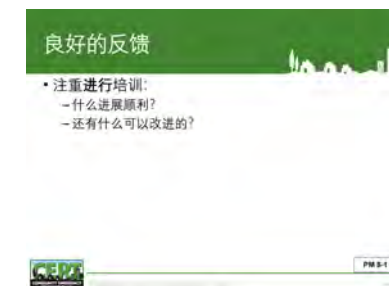 良好的反馈
• 注重进行培训:
–什么进展顺利?
–还有什么可以改进的?
CERT
PM 8-1